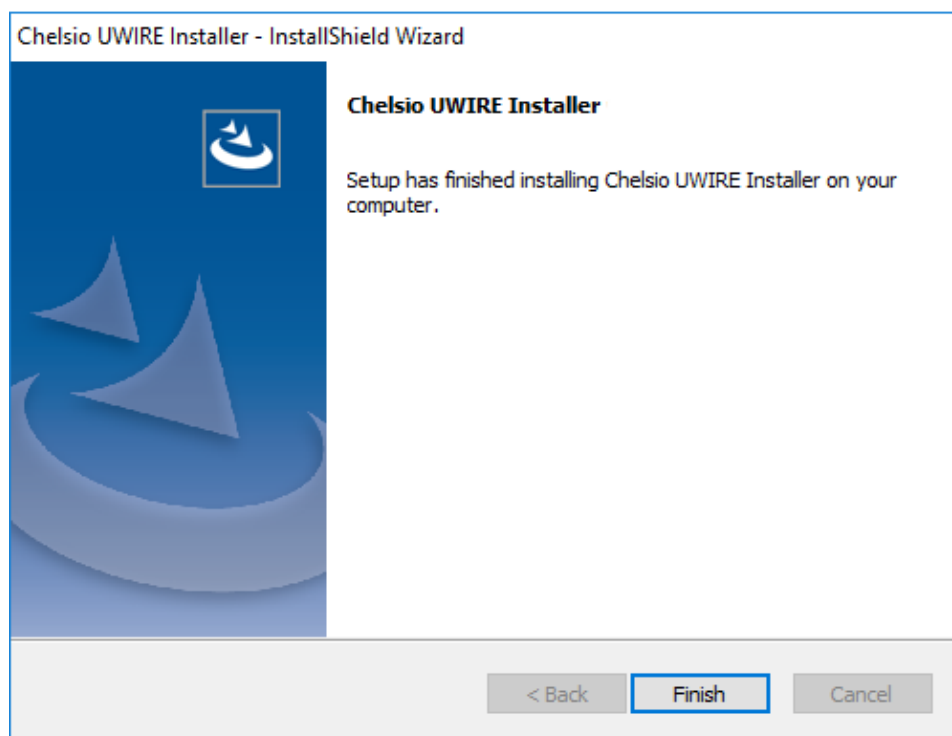 Chelsio UWIRE Installer - InstallShield Wizard
Chelsio UWIRE Installer
Setup has finished installing Chelsio UWIRE Installer on your
computer.
< Back
Finish
Cancel